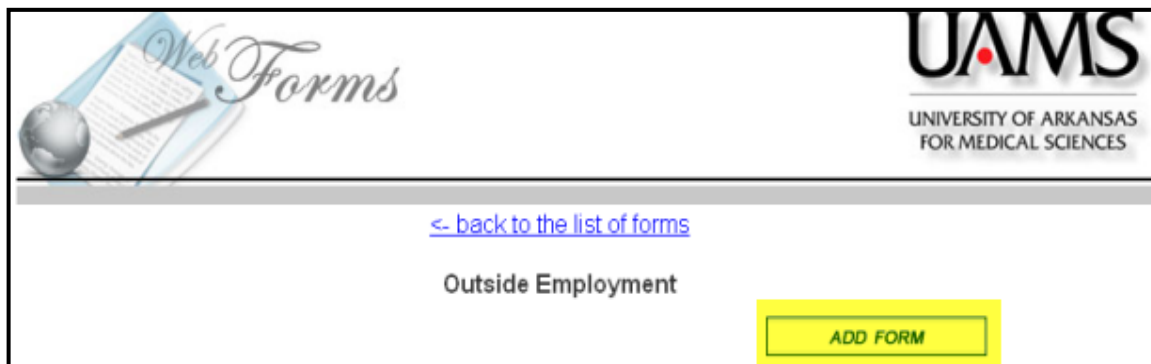 Web Forms
UAMS
UNIVERSITY OF ARKANSAS
FOR MEDICAL SCIENCES
<- back to the list of forms
Outside Employment
ADD FORM